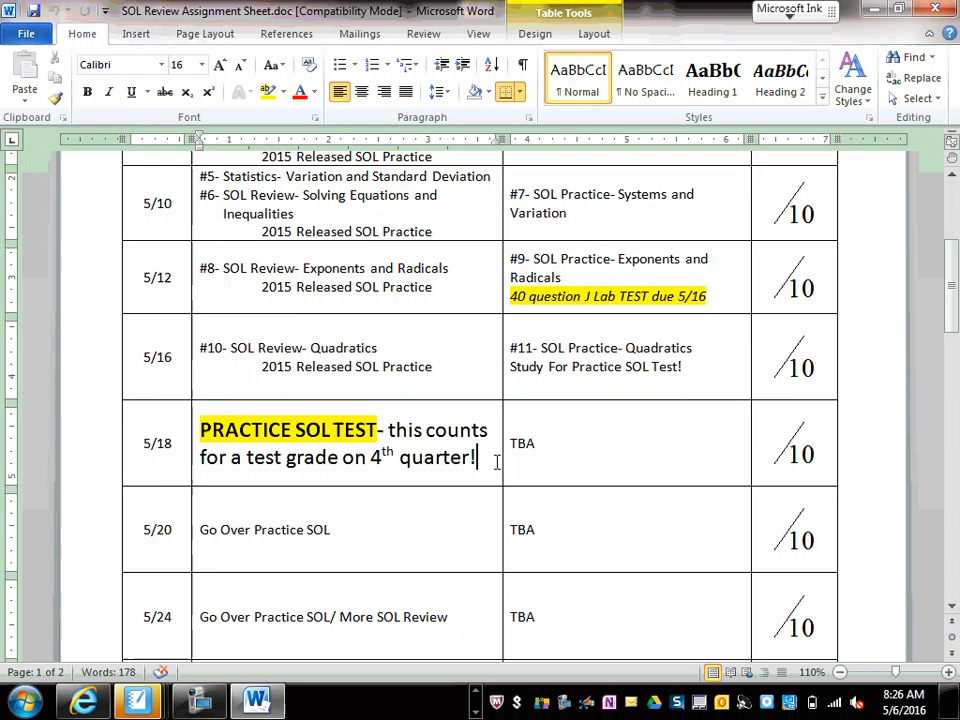 SOL Review Assignment Sheet.doc [Compatibility Mode] - Microsoft Word
Table Tools
Microsoft Ink
File Home Insert Page Layout References Mailings Review View Design Layout
Paste
Calibri 16
AaBbCcI AaBbCcI AaBbC AaBbC
¶ Normal ¶ No Spaci... Heading 1 Heading 2
Change Styles
Find
Replace
Select
Clipboard Font Paragraph Styles Editing
1 2 3 4 5 6 7
2015 Released SOL Practice
5/10
#5- Statistics- Variation and Standard Deviation
#6- SOL Review- Solving Equations and
Inequalities
2015 Released SOL Practice
#7- SOL Practice- Systems and
Variation
/10
5/12
#8- SOL Review- Exponents and Radicals
2015 Released SOL Practice
#9- SOL Practice- Exponents and
Radicals
40 question J Lab TEST due 5/16
/10
5/16
#10- SOL Review- Quadratics
2015 Released SOL Practice
#11- SOL Practice- Quadratics
Study For Practice SOL Test!
/10
5/18
PRACTICE SOL TEST- this counts
for a test grade on 4th quarter!
TBA
/10
5/20
Go Over Practice SOL
TBA
/10
5/24
Go Over Practice SOL/ More SOL Review
TBA
/10
Page: 1 of 2 Words: 178 110%
8:26 AM
5/6/2016